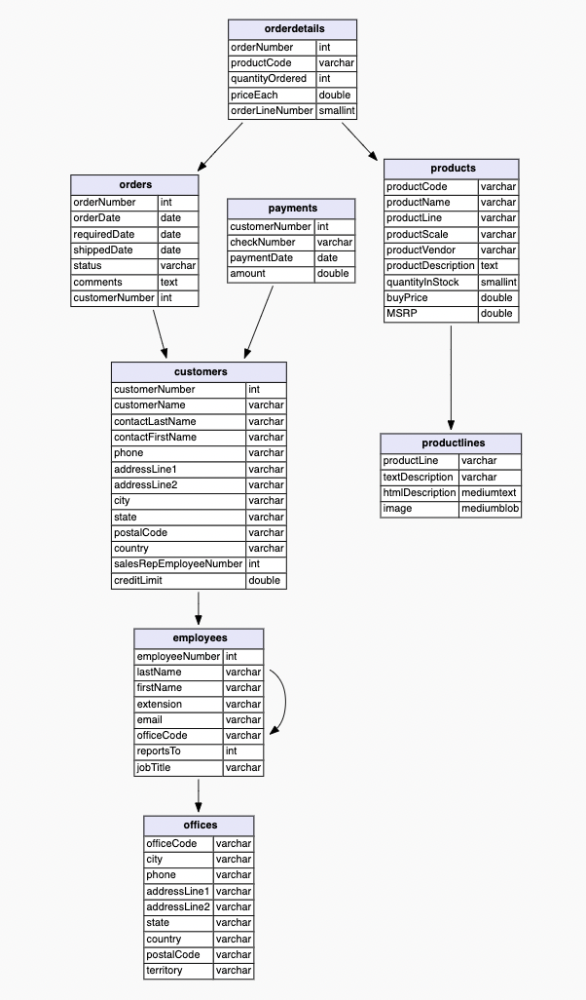 orderdetails
orderNumber int
productCode varchar
quantityOrdered int
priceEach double
orderLineNumber smallint
orders
orderNumber int
orderDate date
requiredDate date
shippedDate date
status varchar
comments text
customerNumber int
payments
customerNumber int
checkNumber varchar
paymentDate date
amount double
products
productCode varchar
productName varchar
productLine varchar
productScale varchar
productVendor varchar
productDescription text
quantityInStock smallint
buyPrice double
MSRP double
customers
customerNumber int
customerName varchar
contactLastName varchar
contactFirstName varchar
phone varchar
addressLine1 varchar
addressLine2 varchar
city varchar
state varchar
postalCode varchar
country varchar
salesRepEmployeeNumber int
creditLimit double
productlines
productLine varchar
textDescription varchar
htmlDescription mediumtext
image mediumblob
employees
employeeNumber int
lastName varchar
firstName varchar
extension varchar
email varchar
officeCode varchar
reportsTo int
jobTitle varchar
offices
officeCode varchar
city varchar
phone varchar
addressLine1 varchar
addressLine2 varchar
state varchar
country varchar
postalCode varchar
territory varchar